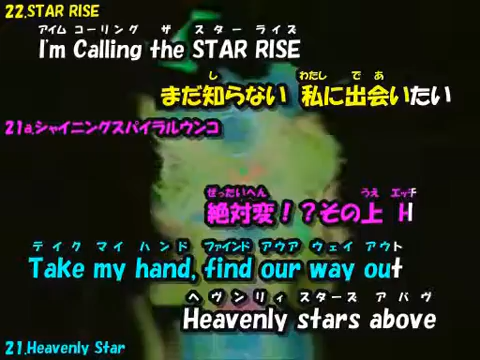 22.STAR RISE
アイム コーリング ザ スター ライズ
I'm Calling the STAR RISE
し わたし で あ
まだ知らない 私に出会いたい
21a.シャイニングスパイラルウンコ
ぜったいへん うえ エッチ
絶対変!?その上 H
テイク マイ ハンド ファインド アウア ウェイ アウト
Take my hand, find our way out
ヘヴンリィ スターズ アバヴ
Heavenly stars above
21.Heavenly Star